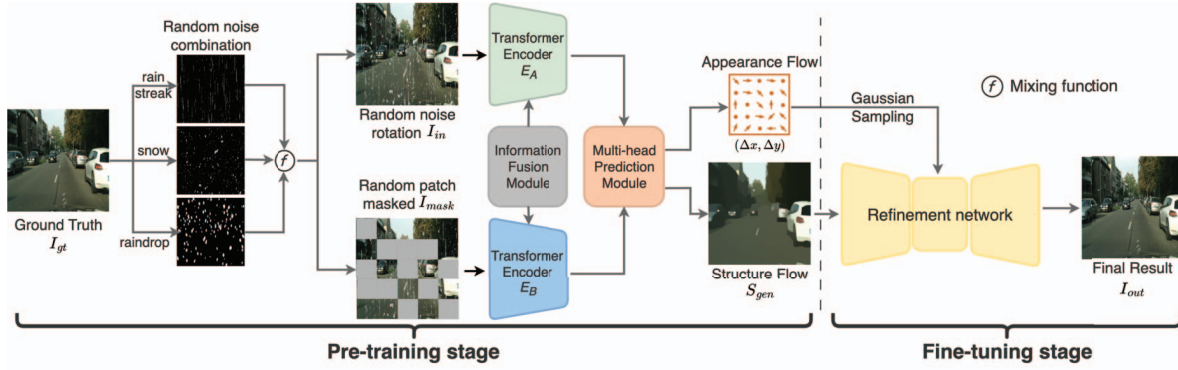 Random noise
combination
rain
streak
snow
raindrop
Ground Truth
I_gt
f
Random noise
rotation I_in
Random patch
masked I_mask
Transformer
Encoder
E_A
Information
Fusion
Module
Transformer
Encoder
E_B
Multi-head
Prediction
Module
Appearance Flow
(Δx, Δy)
Structure Flow
S_gen
Gaussian
Sampling
f Mixing function
Refinement network
Final Result
I_out
Pre-training stage
Fine-tuning stage